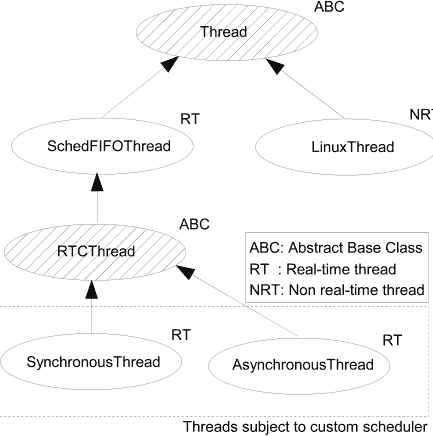 ABC
Thread
RT
NRT
SchedFIFOThread
LinuxThread
ABC
RTCThread
ABC: Abstract Base Class
RT : Real-time thread
NRT: Non real-time thread
RT
RT
SynchronousThread
AsynchronousThread
Threads subject to custom scheduler